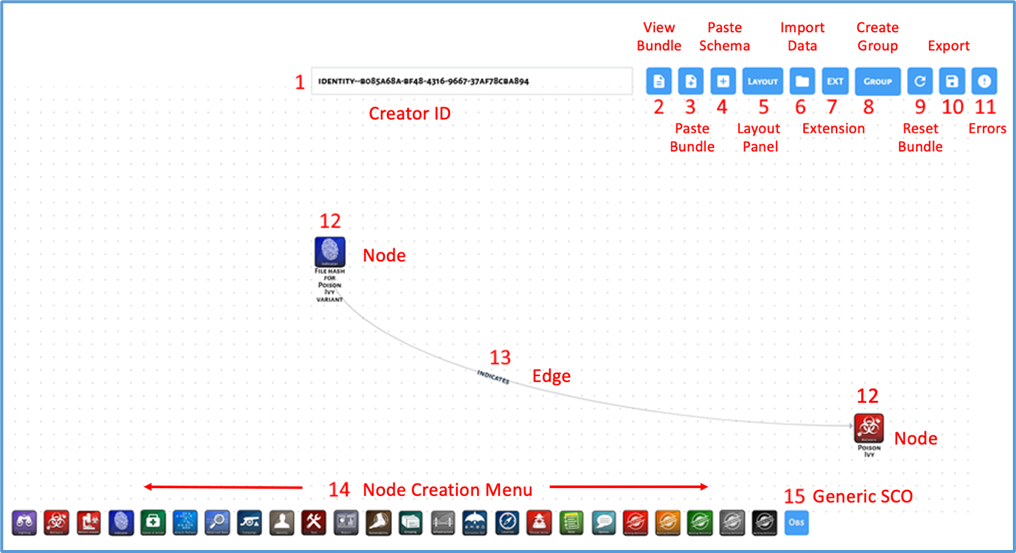 View Bundle
Paste Schema
Import Data
Create Group
Export
1
IDENTITY--B085A68A-BF48-4316-9667-37AF78CBA894
LAYOUT
EXT
GROUP
Creator ID
2
3
4
5
6
7
8
9
10
11
Paste Bundle
Layout Panel
Extension
Reset Bundle
Errors
12
Node
Indicator
FILE HASH
FOR
POISON
IVY
VARIANT
13
INDICATES
Edge
12
Malware
Node
POISON
IVY
14 Node Creation Menu
15 Generic SCO
OBS